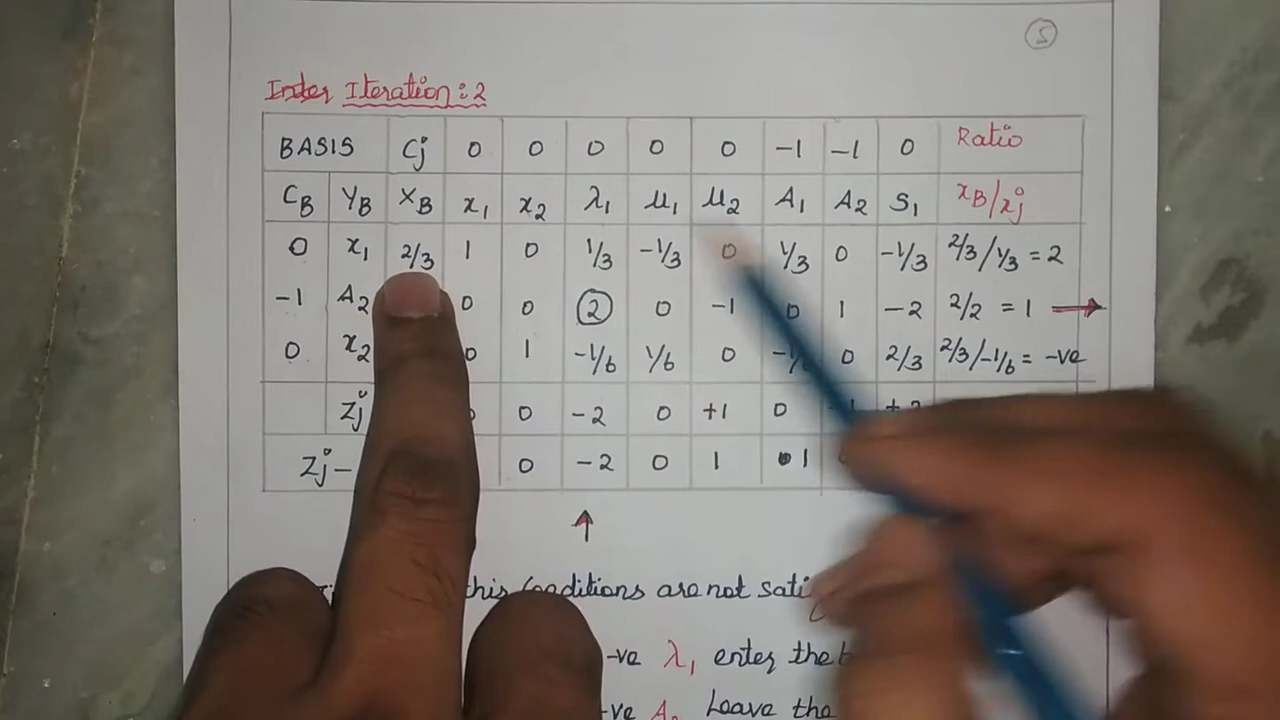 5
Inder Iteration: 2
BASIS Cj 0 0 0 0 0 -1 -1 0 Ratio
CB YB XB x1 x2 λ1 μ1 μ2 A1 A2 S1 xB/xj
0 x1 2/3 1 0 1/3 -1/3 0 1/3 0 -1/3 2/3/1/3 = 2
-1 A2 0 0 2 0 -1 0 1 -2 2/2 = 1 →
0 x2 0 1 -1/6 1/6 0 0 2/3 2/3/-1/6 = -ve
Zj 0 -2 0 +1 0
Zj- 0 -2 0 1 1
↑
this Conditions are not
-ve λ1 enter the
-ve Leave the